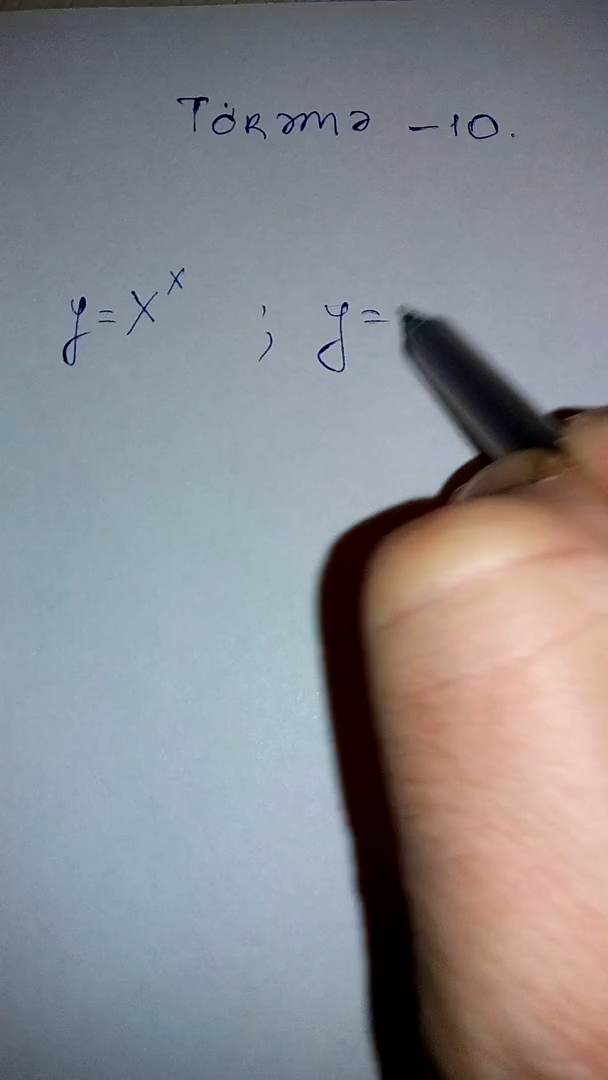 Törəmə - 10.
y = x^x ; y =